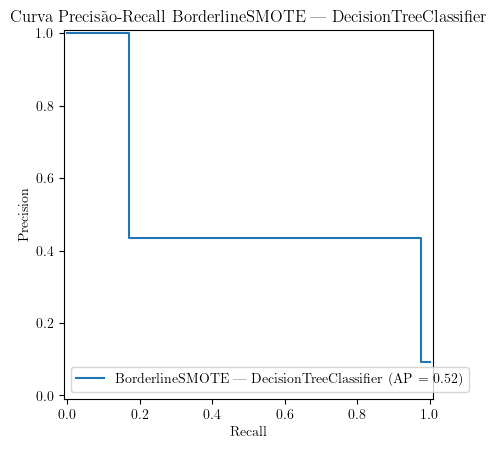 Curva Precisão-Recall BorderlineSMOTE — DecisionTreeClassifier
1.0
0.8
0.6
0.4
0.2
0.0
Precision
BorderlineSMOTE — DecisionTreeClassifier (AP = 0.52)
0.0 0.2 0.4 0.6 0.8 1.0
Recall